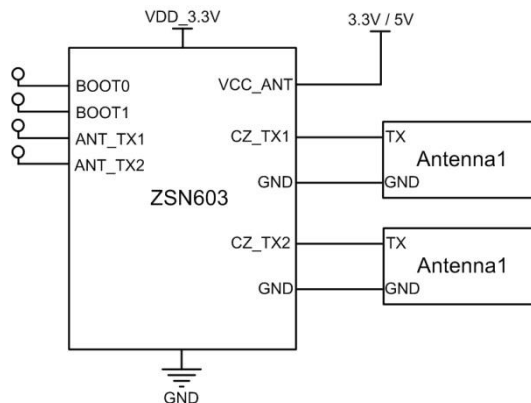 VDD_3.3V
3.3V / 5V
BOOT0
BOOT1
ANT_TX1
ANT_TX2
ZSN603
VCC_ANT
CZ_TX1
GND
CZ_TX2
GND
TX
Antenna1
GND
TX
Antenna1
GND
GND